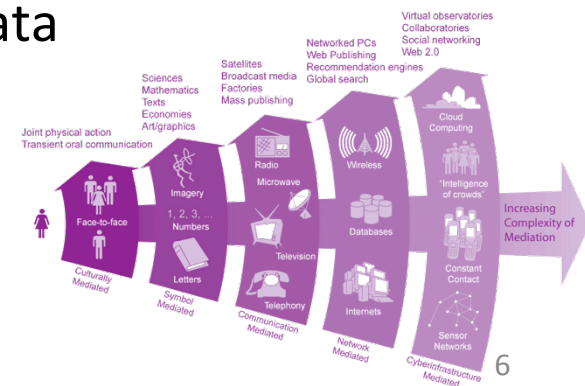 ata
Joint physical action
Transient oral communication
Sciences
Mathematics
Texts
Economies
Art/graphics
Satellites
Broadcast media
Factories
Mass publishing
Networked PCs
Web Publishing
Recommendation engines
Global search
Virtual observatories
Collaboratories
Social networking
Web 2.0
Face-to-face
Culturally
Mediated
Imagery
1, 2, 3, ...
Numbers
Letters
Symbol
Mediated
Radio
Microwave
Television
Telephony
Communication
Mediated
Wireless
Databases
Internets
Network
Mediated
Cloud
Computing
"Intelligence
of crowds"
Constant
Contact
Sensor
Networks
Cyberinfrastructure
Mediated
Increasing
Complexity of
Mediation
6